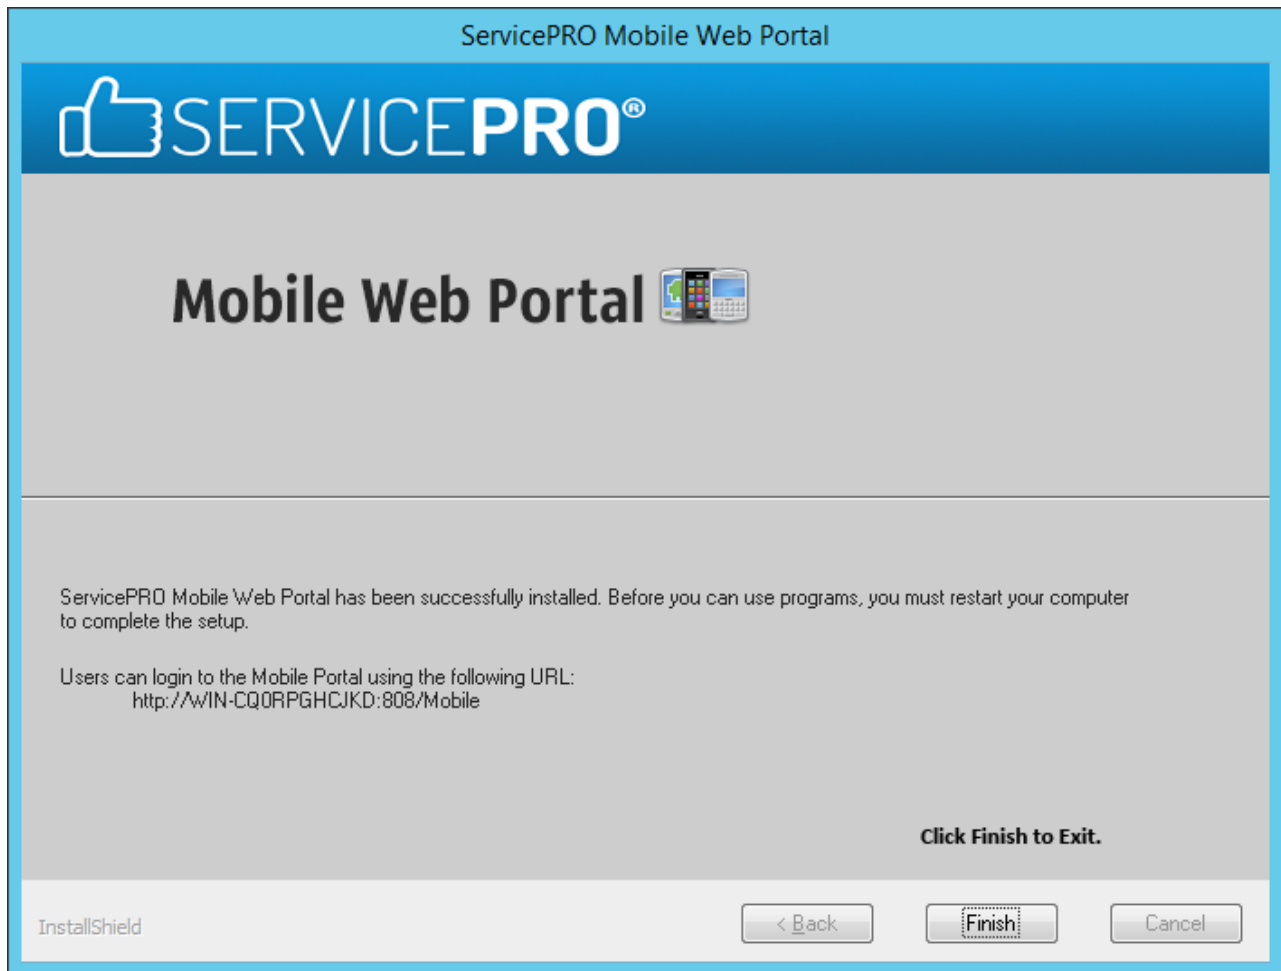 ServicePRO Mobile Web Portal
SERVICEPRO®
Mobile Web Portal
ServicePRO Mobile Web Portal has been successfully installed. Before you can use programs, you must restart your computer
to complete the setup.
Users can login to the Mobile Portal using the following URL:
http://WIN-CQ0RPGHCJKD:808/Mobile
Click Finish to Exit.
InstallShield
< Back
Finish
Cancel